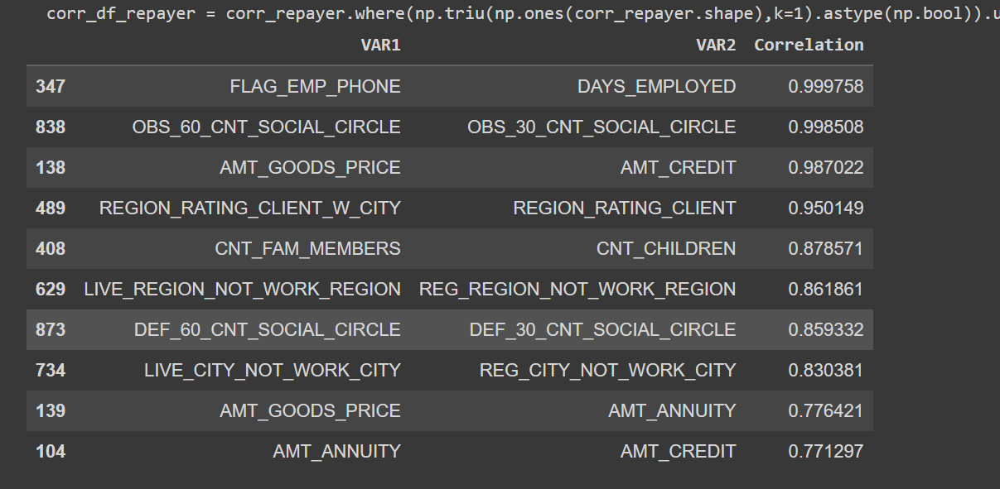 corr_df_repayer = corr_repayer.where(np.triu(np.ones(corr_repayer.shape),k=1).astype(np.bool)).u
VAR1 VAR2 Correlation
347 FLAG_EMP_PHONE DAYS_EMPLOYED 0.999758
838 OBS_60_CNT_SOCIAL_CIRCLE OBS_30_CNT_SOCIAL_CIRCLE 0.998508
138 AMT_GOODS_PRICE AMT_CREDIT 0.987022
489 REGION_RATING_CLIENT_W_CITY REGION_RATING_CLIENT 0.950149
408 CNT_FAM_MEMBERS CNT_CHILDREN 0.878571
629 LIVE_REGION_NOT_WORK_REGION REG_REGION_NOT_WORK_REGION 0.861861
873 DEF_60_CNT_SOCIAL_CIRCLE DEF_30_CNT_SOCIAL_CIRCLE 0.859332
734 LIVE_CITY_NOT_WORK_CITY REG_CITY_NOT_WORK_CITY 0.830381
139 AMT_GOODS_PRICE AMT_ANNUITY 0.776421
104 AMT_ANNUITY AMT_CREDIT 0.771297